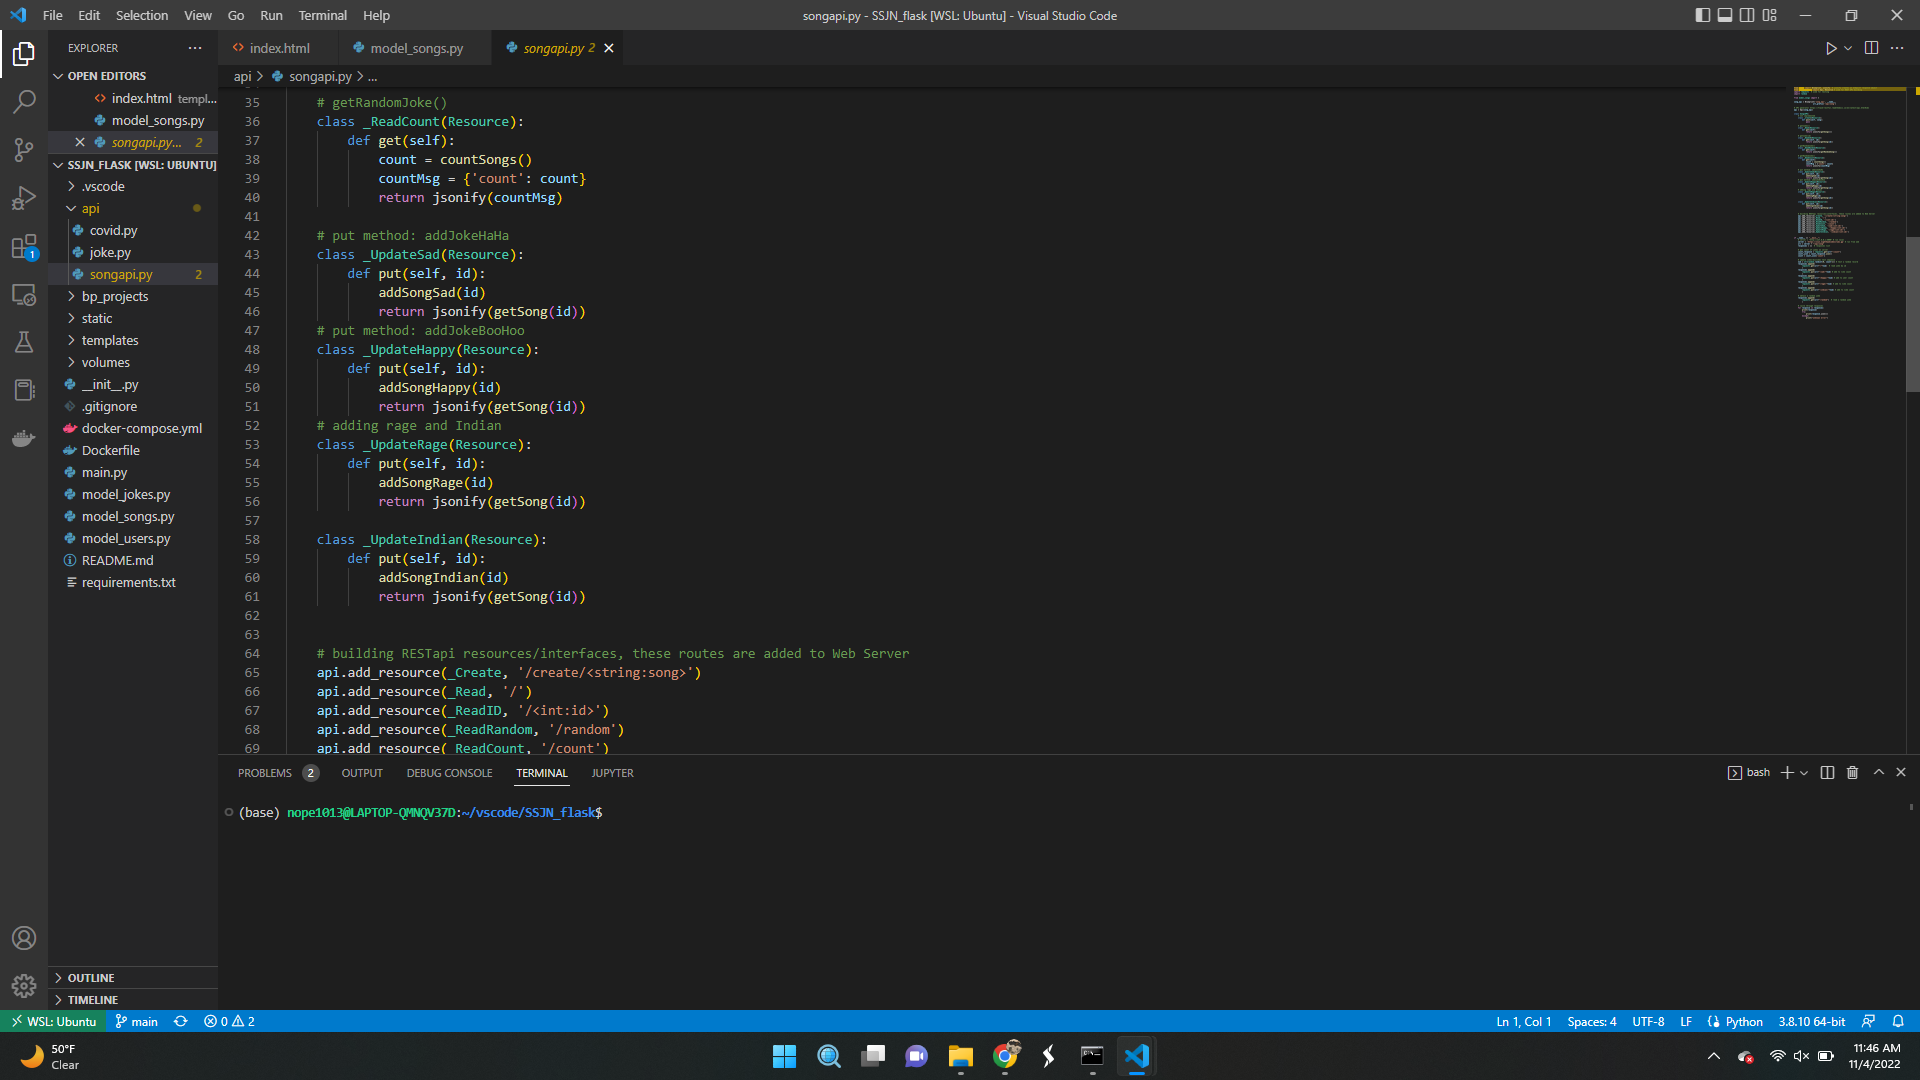 File Edit Selection View Go Run Terminal Help
songapi.py - SSJN_flask [WSL: Ubuntu] - Visual Studio Code
EXPLORER
OPEN EDITORS
index.html templ...
model_songs.py
songapi.py... 2
SSJN_FLASK [WSL: UBUNTU]
.vscode
api
covid.py
joke.py
songapi.py 2
bp_projects
static
templates
volumes
__init__.py
.gitignore
docker-compose.yml
Dockerfile
main.py
model_jokes.py
model_songs.py
model_users.py
README.md
requirements.txt
OUTLINE
TIMELINE
1
index.html
model_songs.py
songapi.py 2
api > songapi.py > ...
35 # getRandomJoke()
36 class _ReadCount(Resource):
37 def get(self):
38 count = countSongs()
39 countMsg = {'count': count}
40 return jsonify(countMsg)
41
42 # put method: addJokeHaHa
43 class _UpdateSad(Resource):
44 def put(self, id):
45 addSongSad(id)
46 return jsonify(getSong(id))
47 # put method: addJokeBooHoo
48 class _UpdateHappy(Resource):
49 def put(self, id):
50 addSongHappy(id)
51 return jsonify(getSong(id))
52 # adding rage and Indian
53 class _UpdateRage(Resource):
54 def put(self, id):
55 addSongRage(id)
56 return jsonify(getSong(id))
57
58 class _UpdateIndian(Resource):
59 def put(self, id):
60 addSongIndian(id)
61 return jsonify(getSong(id))
62
63
64 # building RESTapi resources/interfaces, these routes are added to Web Server
65 api.add_resource(_Create, '/create/<string:song>')
66 api.add_resource(_Read, '/')
67 api.add_resource(_ReadID, '/<int:id>')
68 api.add_resource(_ReadRandom, '/random')
69 api.add_resource(_ReadCount, '/count')
PROBLEMS 2 OUTPUT DEBUG CONSOLE TERMINAL JUPYTER
bash
(base) nope1013@LAPTOP-QMNQV37D:~/vscode/SSJN_flask$
WSL: Ubuntu main 0 2
Ln 1, Col 1 Spaces: 4 UTF-8 LF Python 3.8.10 64-bit
50°F
Clear
11:46 AM
11/4/2022